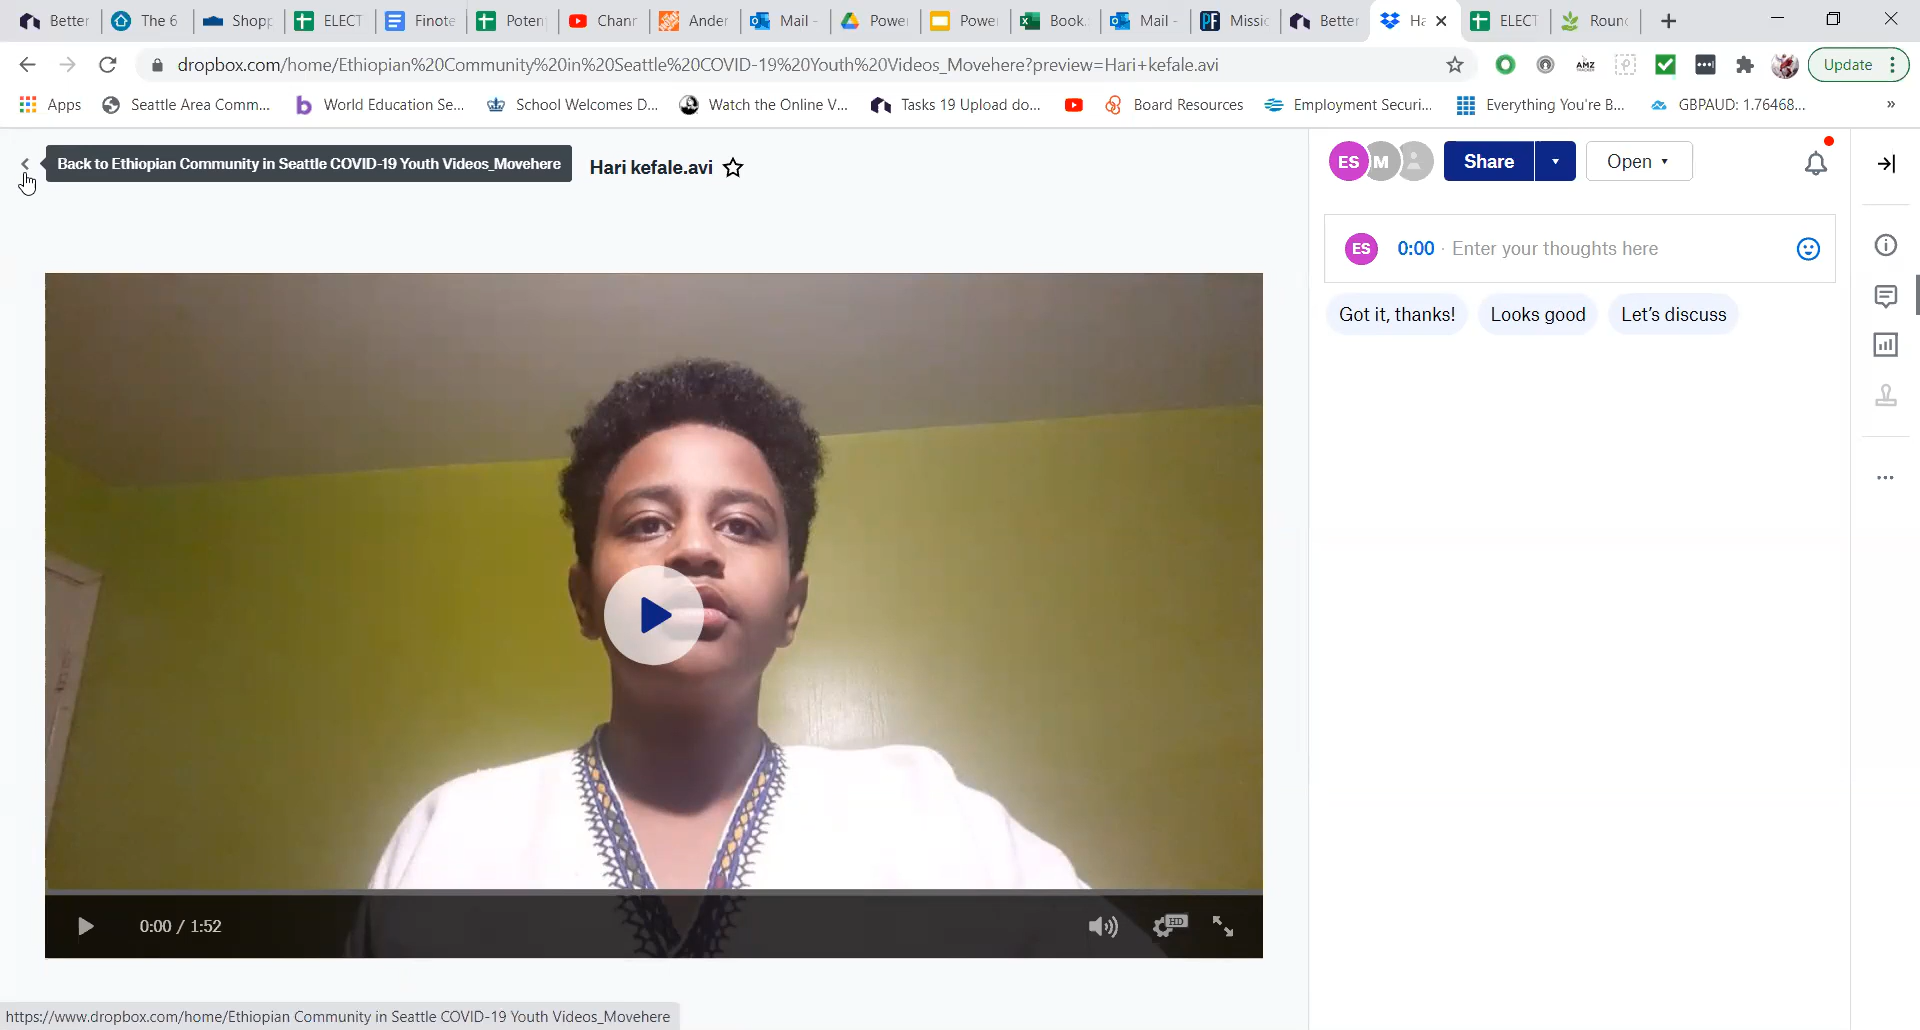 Better
The 6
Shopp
ELECT
Finote
Poten
Chann
Ander
Mail -
Power
Power
Book.
Mail -
Missio
Better
Ha
ELECT
Roun
dropbox.com/home/Ethiopian%20Community%20in%20Seattle%20COVID-19%20Youth%20Videos_Movehere?preview=Hari+kefale.avi
AMZ
Update
Apps
Seattle Area Comm...
World Education Se...
School Welcomes D...
Watch the Online V...
Tasks 19 Upload do...
Board Resources
Employment Securi...
Everything You're B...
GBPAUD: 1.76468...
»
Back to Ethiopian Community in Seattle COVID-19 Youth Videos_Movehere
Hari kefale.avi
ES
M
Share
Open
ES
0:00 · Enter your thoughts here
Got it, thanks!
Looks good
Let's discuss
0:00 / 1:52
HD
https://www.dropbox.com/home/Ethiopian Community in Seattle COVID-19 Youth Videos_Movehere